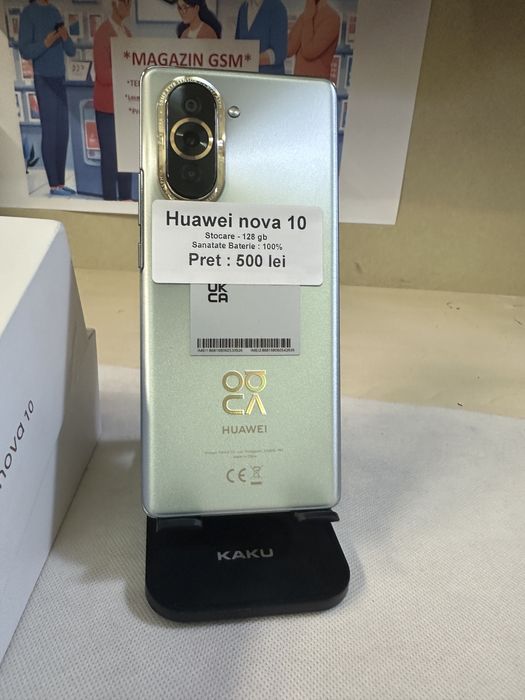 *MAGAZIN GSM*
Huawei nova 10
Stocare - 128 gb
Sanatate Baterie : 100%
Pret : 500 lei
UK
CA
HUAWEI
CE
nova 10
KAKU